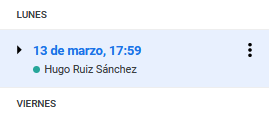 LUNES
13 de marzo, 17:59
Hugo Ruiz Sánchez
VIERNES